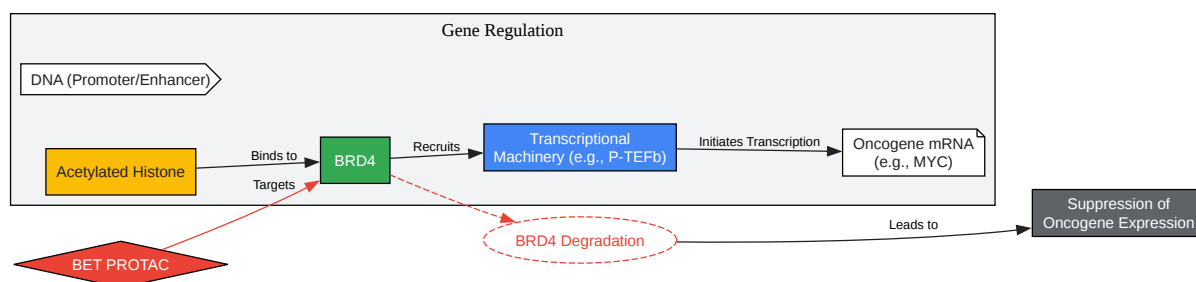 Gene Regulation
DNA (Promoter/Enhancer)
Acetylated Histone
Binds to
BRD4
Recruits
Transcriptional
Machinery (e.g., P-TEFb)
Initiates Transcription
Oncogene mRNA
(e.g., MYC)
Targets
BET PROTAC
BRD4 Degradation
Leads to
Suppression of
Oncogene Expression